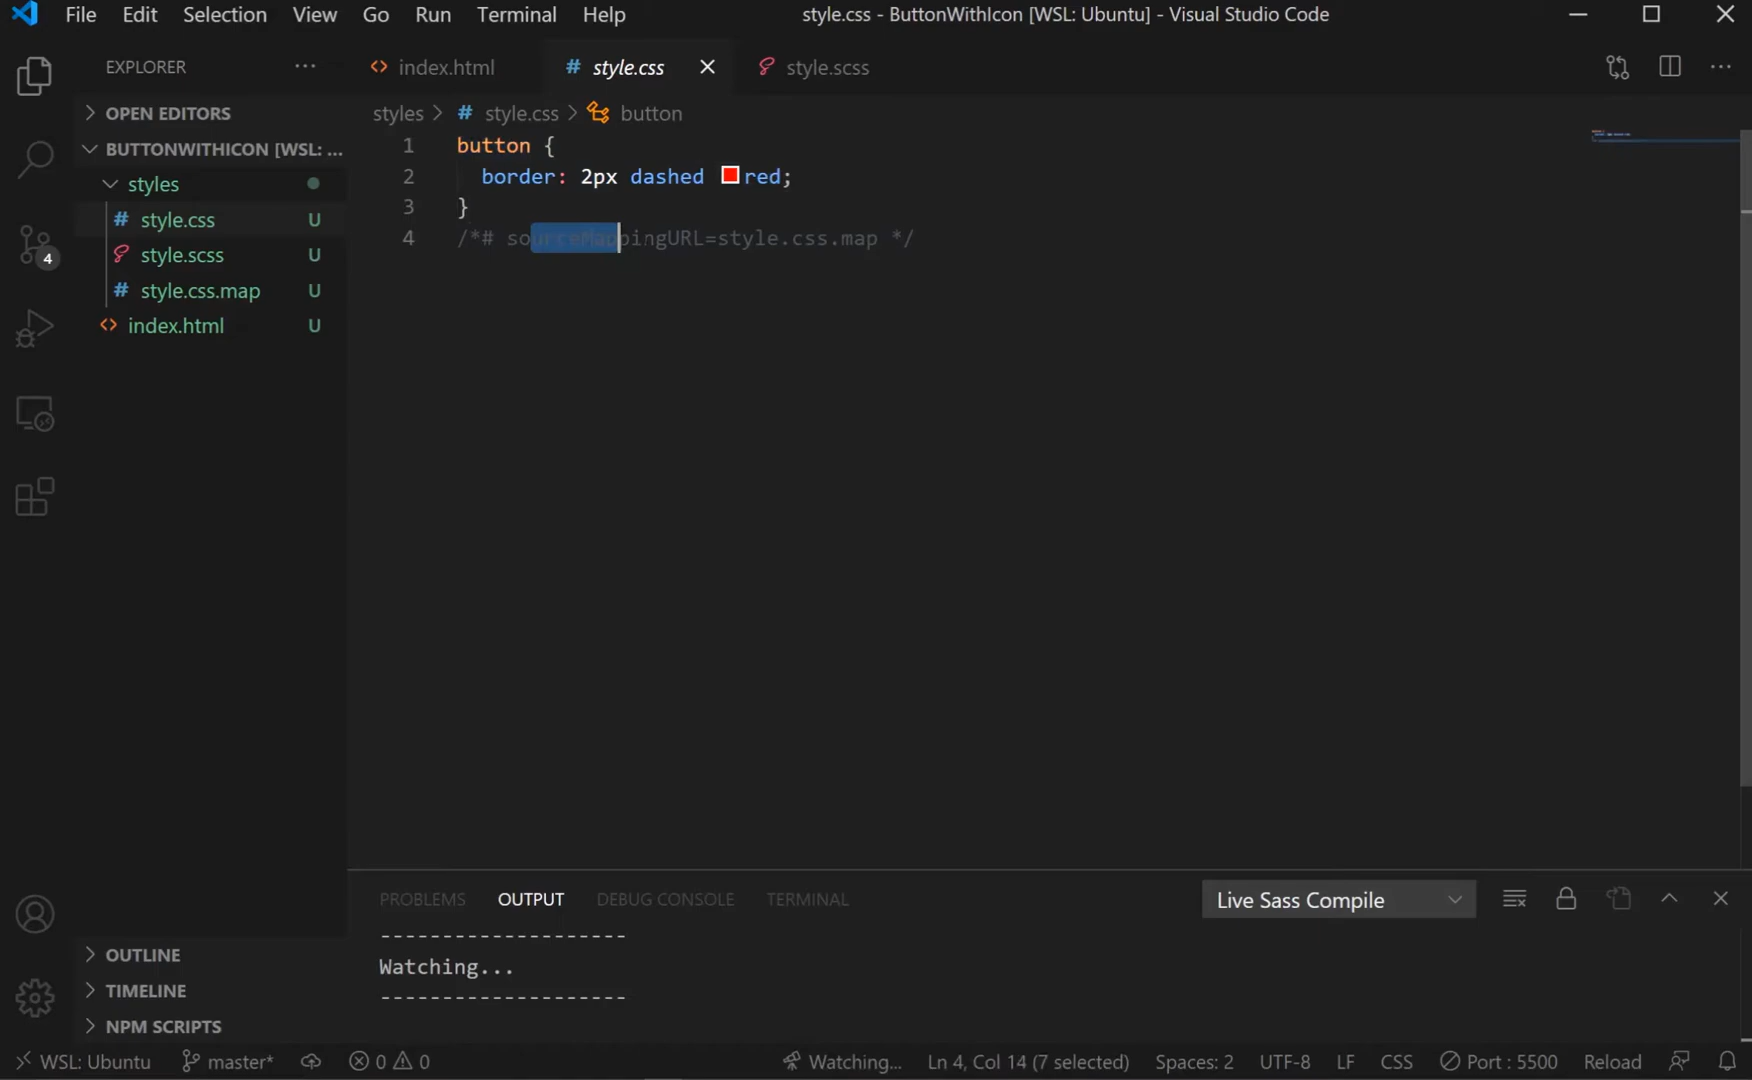 File Edit Selection View Go Run Terminal Help style.css - ButtonWithIcon [WSL: Ubuntu] - Visual Studio Code
EXPLORER ··· <> index.html # style.css style.scss ···
OPEN EDITORS
styles > # style.css > button
BUTTONWITHICON [WSL: ...
styles
# style.css U
style.scss U
# style.css.map U
<> index.html U
4
1 button {
2 border: 2px dashed red;
3 }
4 /*# sourceMappingURL=style.css.map */
PROBLEMS OUTPUT DEBUG CONSOLE TERMINAL Live Sass Compile
--------------------
Watching...
--------------------
OUTLINE
TIMELINE
NPM SCRIPTS
WSL: Ubuntu master* 0 0 Watching... Ln 4, Col 14 (7 selected) Spaces: 2 UTF-8 LF CSS Port : 5500 Reload